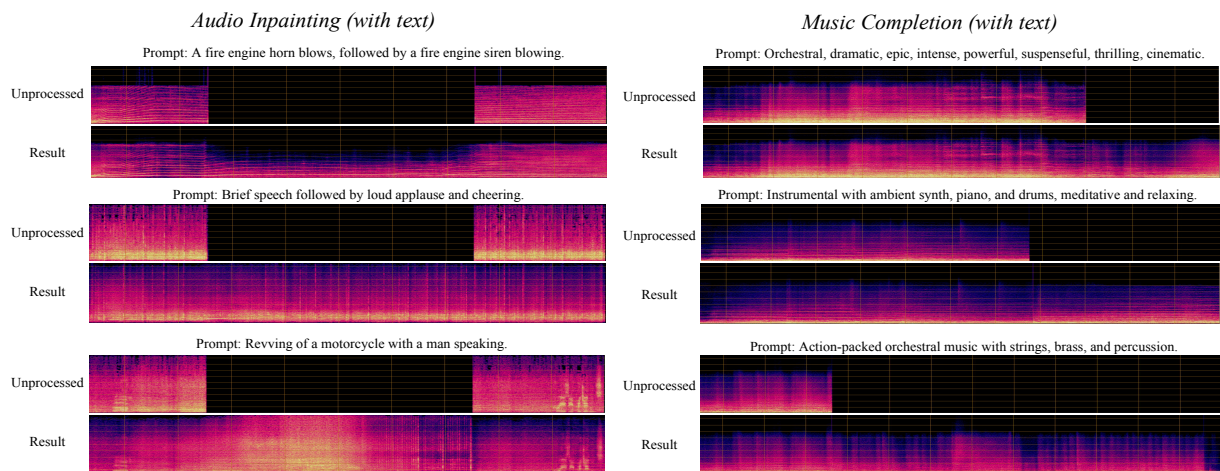 Audio Inpainting (with text)
Prompt: A fire engine horn blows, followed by a fire engine siren blowing.
Unprocessed
Result
Prompt: Brief speech followed by loud applause and cheering.
Unprocessed
Result
Prompt: Revving of a motorcycle with a man speaking.
Unprocessed
Result
Music Completion (with text)
Prompt: Orchestral, dramatic, epic, intense, powerful, suspenseful, thrilling, cinematic.
Unprocessed
Result
Prompt: Instrumental with ambient synth, piano, and drums, meditative and relaxing.
Unprocessed
Result
Prompt: Action-packed orchestral music with strings, brass, and percussion.
Unprocessed
Result